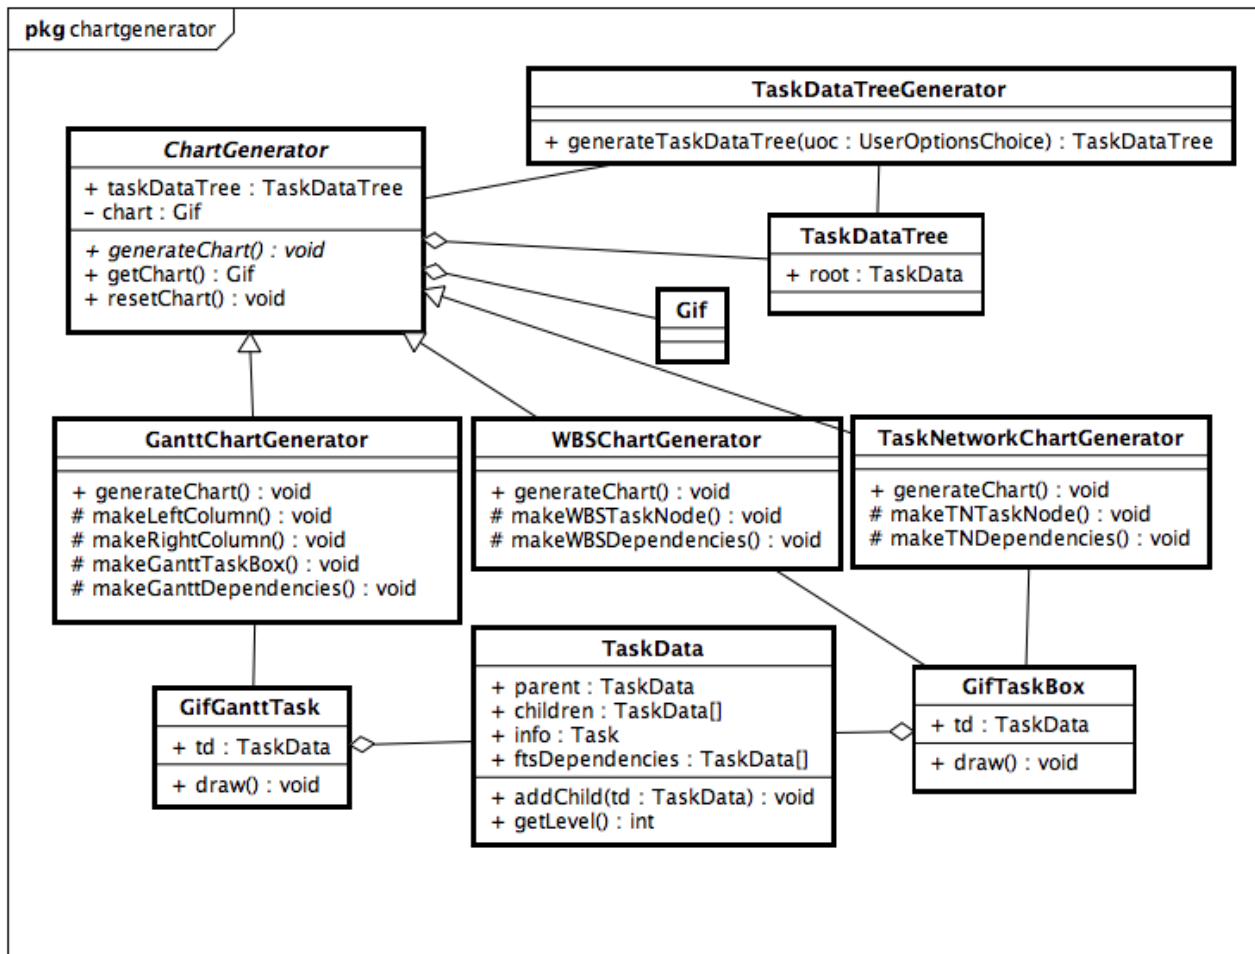 pkg chartgenerator
TaskDataTreeGenerator
+ generateTaskDataTree(uoc : UserOptionsChoice) : TaskDataTree
ChartGenerator
+ taskDataTree : TaskDataTree
– chart : Gif
+ generateChart() : void
+ getChart() : Gif
+ resetChart() : void
TaskDataTree
+ root : TaskData
Gif
GanttChartGenerator
+ generateChart() : void
# makeLeftColumn() : void
# makeRightColumn() : void
# makeGanttTaskBox() : void
# makeGanttDependencies() : void
WBSChartGenerator
+ generateChart() : void
# makeWBSTaskNode() : void
# makeWBSDependencies() : void
TaskNetworkChartGenerator
+ generateChart() : void
# makeTNTaskNode() : void
# makeTNDependencies() : void
GifGanttTask
+ td : TaskData
+ draw() : void
TaskData
+ parent : TaskData
+ children : TaskData[]
+ info : Task
+ ftsDependencies : TaskData[]
+ addChild(td : TaskData) : void
+ getLevel() : int
GifTaskBox
+ td : TaskData
+ draw() : void